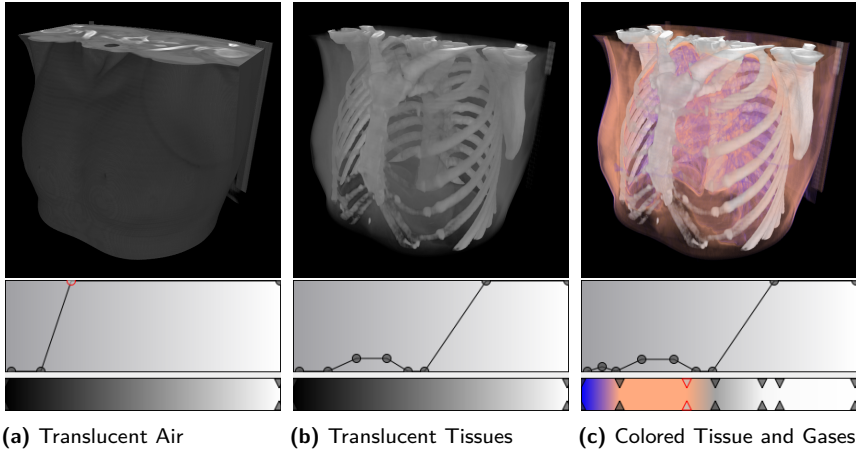 (a) Translucent Air
(b) Translucent Tissues
(c) Colored Tissue and Gases